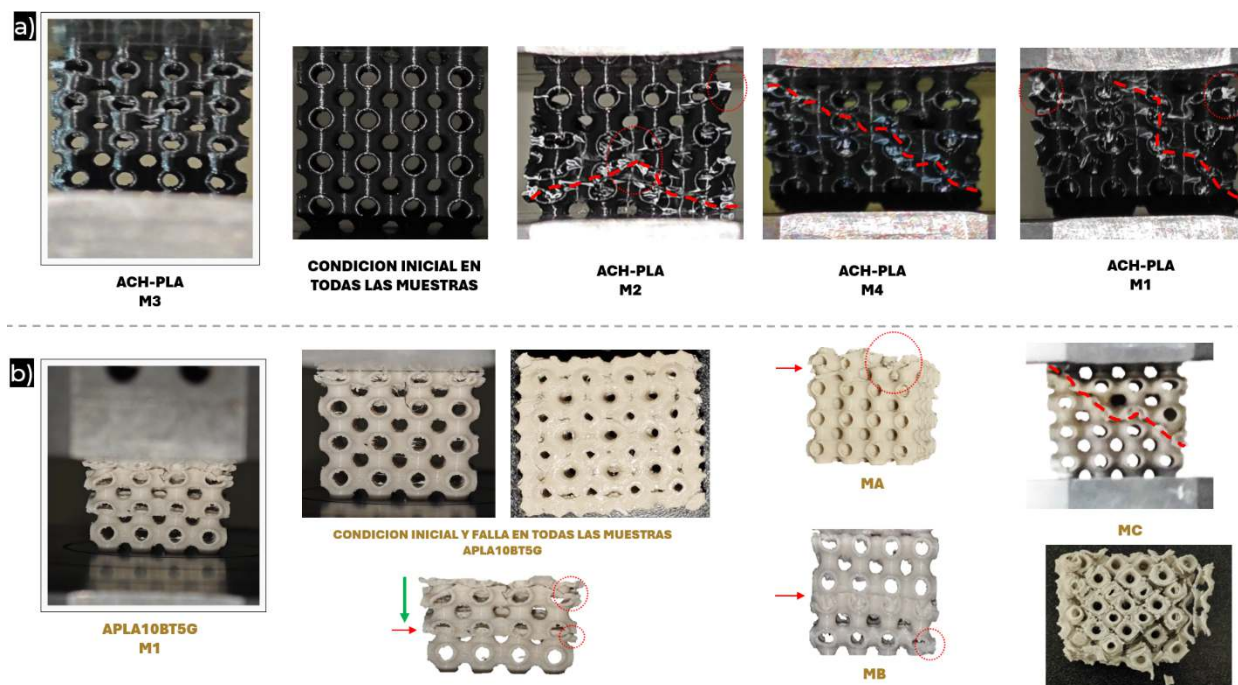 a)
ACH-PLA
M3
CONDICION INICIAL EN
TODAS LAS MUESTRAS
ACH-PLA
M2
ACH-PLA
M4
ACH-PLA
M1
b)
APLA10BT5G
M1
CONDICION INICIAL Y FALLA EN TODAS LAS MUESTRAS
APLA10BT5G
MA
MB
MC